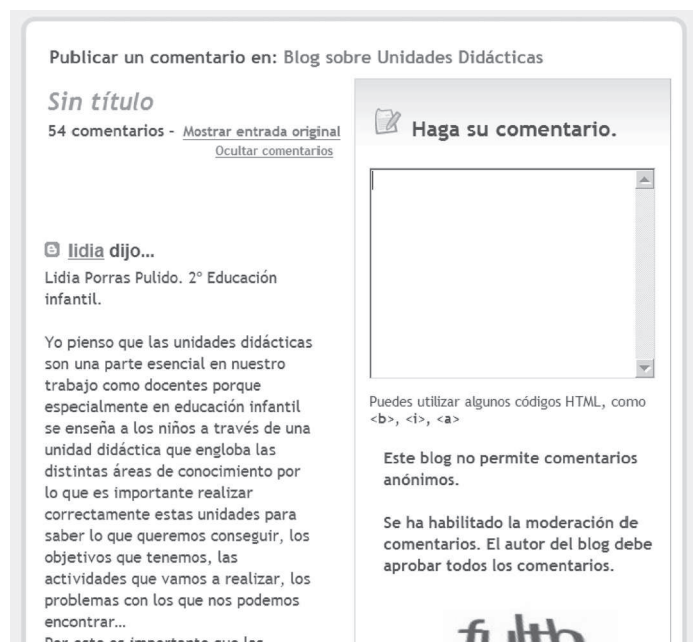 Publicar un comentario en: Blog sobre Unidades Didácticas
Sin título
54 comentarios - Mostrar entrada original
Ocultar comentarios
lidia dijo...
Lidia Porras Pulido. 2º Educación
infantil.
Yo pienso que las unidades didácticas
son una parte esencial en nuestro
trabajo como docentes porque
especialmente en educación infantil
se enseña a los niños a través de una
unidad didáctica que engloba las
distintas áreas de conocimiento por
lo que es importante realizar
correctamente estas unidades para
saber lo que queremos conseguir, los
objetivos que tenemos, las
actividades que vamos a realizar, los
problemas con los que nos podemos
encontrar...
Por esto es importante que las
Haga su comentario.
Puedes utilizar algunos códigos HTML, como
<b>, <i>, <a>
Este blog no permite comentarios
anónimos.
Se ha habilitado la moderación de
comentarios. El autor del blog debe
aprobar todos los comentarios.